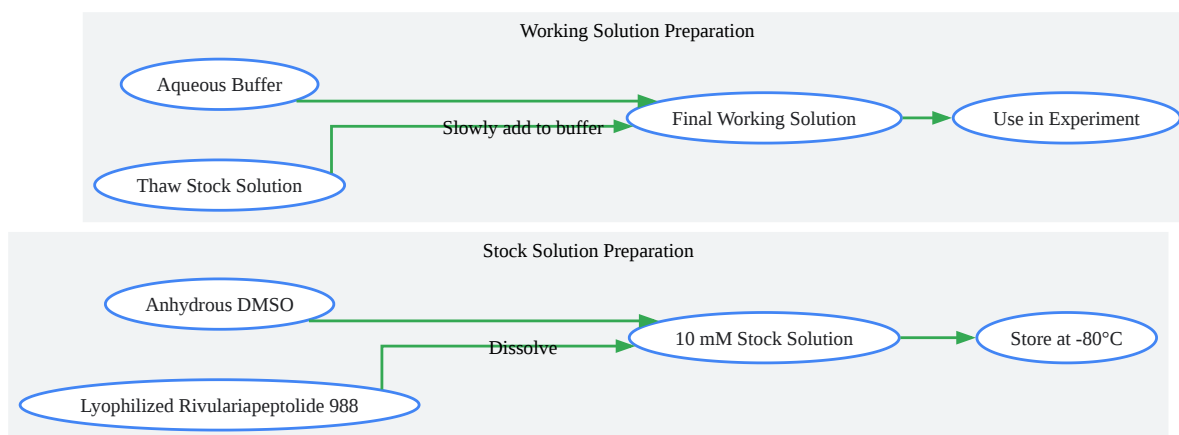 Working Solution Preparation
Aqueous Buffer
Slowly add to buffer
Final Working Solution
Use in Experiment
Thaw Stock Solution
Stock Solution Preparation
Anhydrous DMSO
Dissolve
10 mM Stock Solution
Store at -80°C
Lyophilized Rivulariapeptolide 988